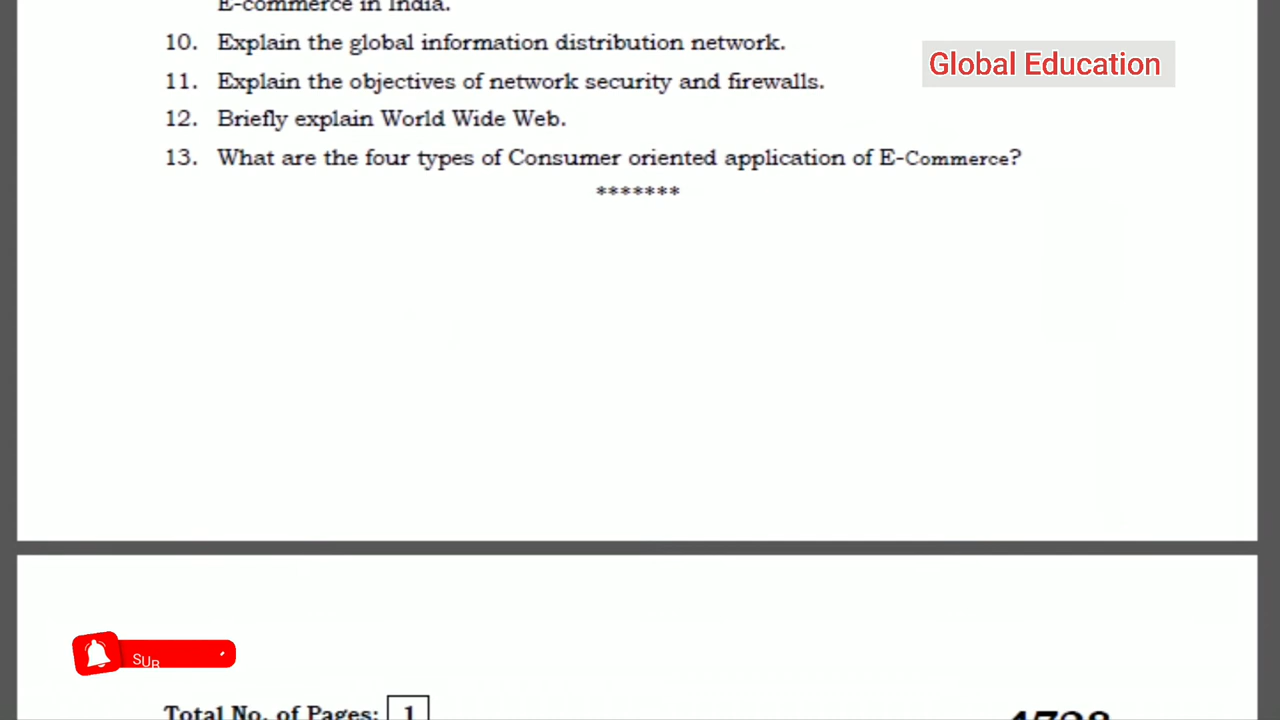 E-commerce in India.
10. Explain the global information distribution network.
Global Education
11. Explain the objectives of network security and firewalls.
12. Briefly explain World Wide Web.
13. What are the four types of Consumer oriented application of E-Commerce?
*******
SUB
Total No. of Pages: 1